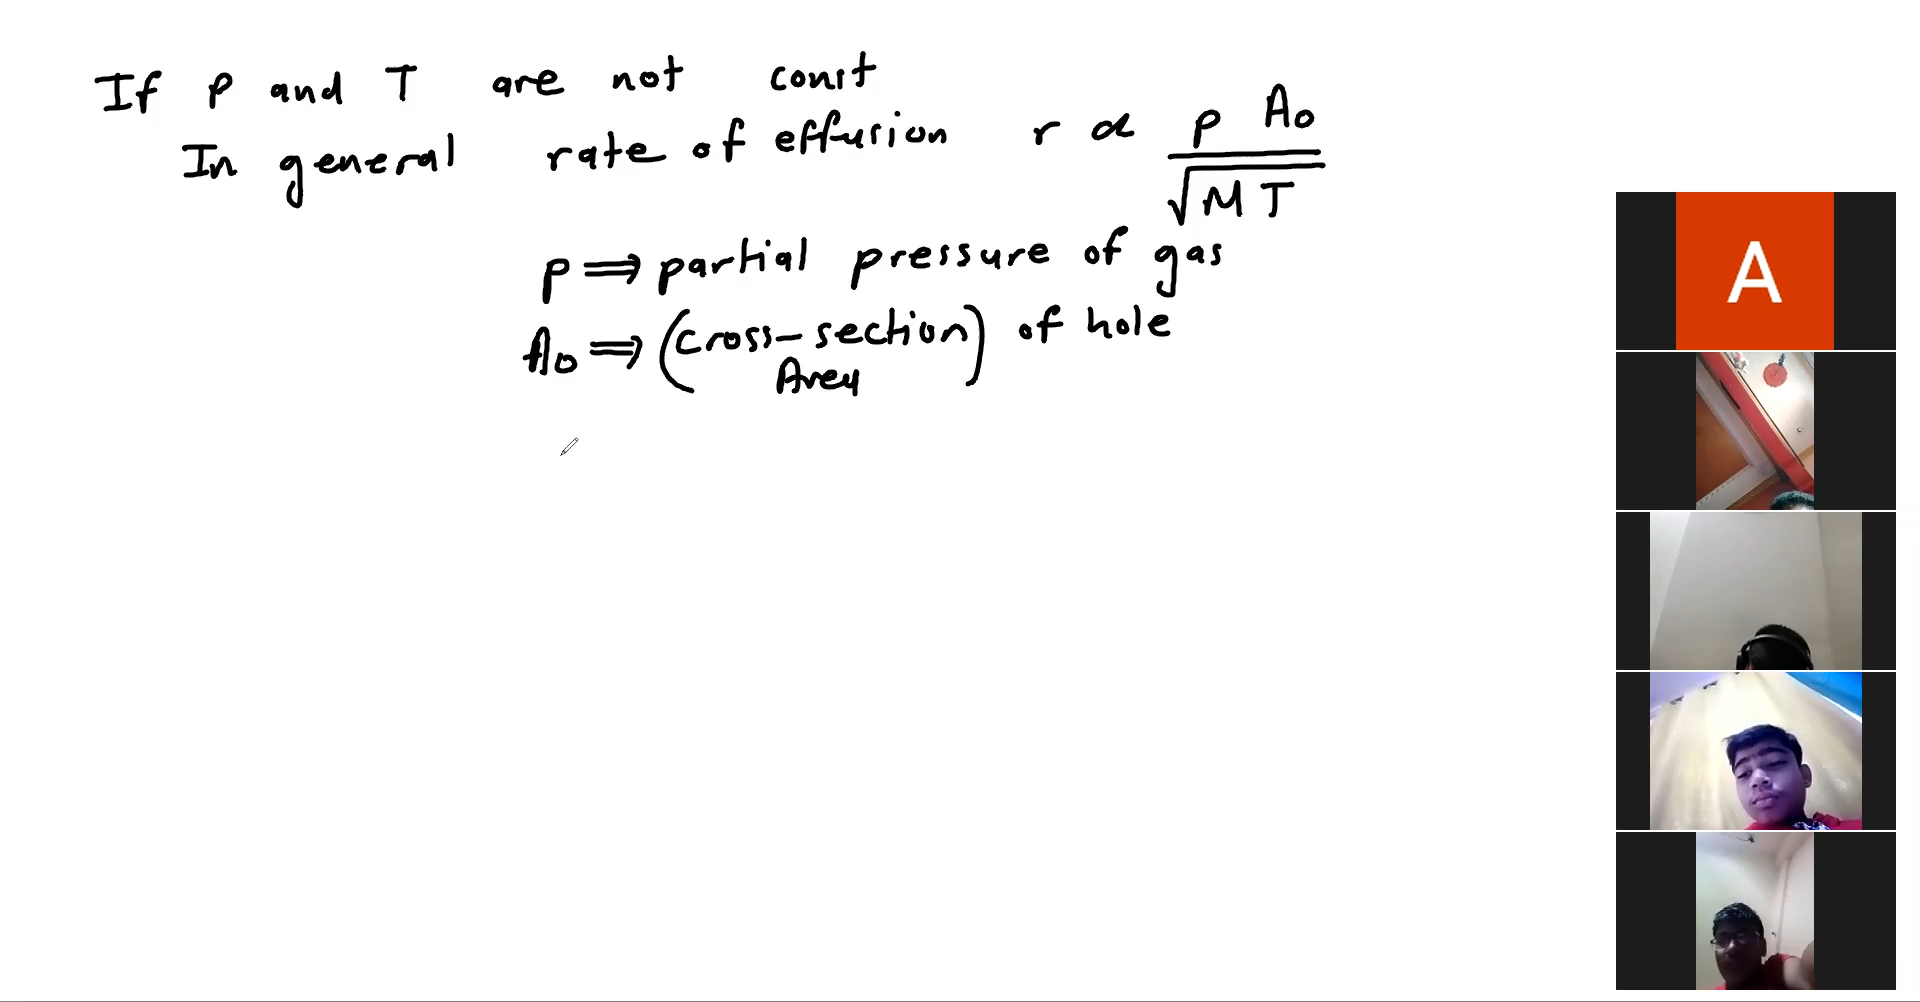 If P and T are not const
In general rate of effusion r ∝ p A₀ / √MT
p ⇒ partial pressure of gas
A₀ ⇒ (cross-section Area) of hole
A